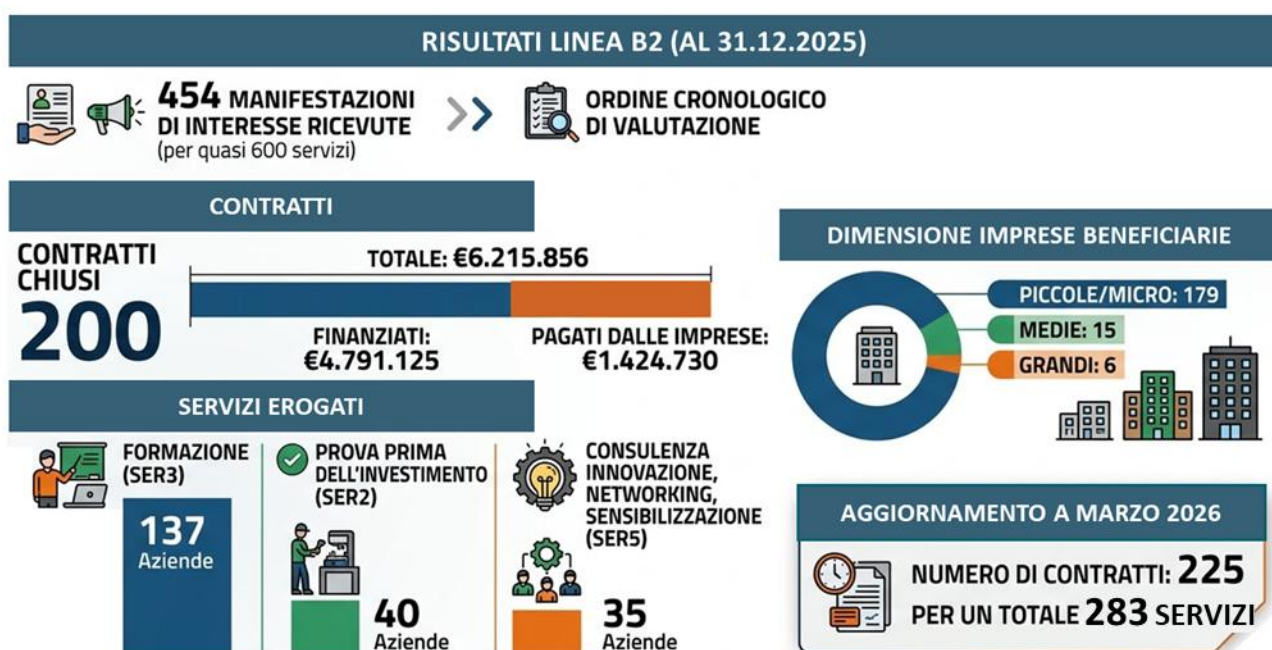 RISULTATI LINEA B2 (AL 31.12.2025)
454 MANIFESTAZIONI
DI INTERESSE RICEVUTE
(per quasi 600 servizi)
ORDINE CRONOLOGICO
DI VALUTAZIONE
CONTRATTI
CONTRATTI
CHIUSI
200
TOTALE: €6.215.856
FINANZIATI:
€4.791.125
PAGATI DALLE IMPRESE:
€1.424.730
DIMENSIONE IMPRESE BENEFICIARIE
PICCOLE/MICRO: 179
MEDIE: 15
GRANDI: 6
SERVIZI EROGATI
FORMAZIONE
(SER3)
137
Aziende
PROVA PRIMA
DELL'INVESTIMENTO
(SER2)
40
Aziende
CONSULENZA
INNOVAZIONE,
NETWORKING,
SENSIBILIZZAZIONE
(SER5)
35
Aziende
AGGIORNAMENTO A MARZO 2026
NUMERO DI CONTRATTI: 225
PER UN TOTALE 283 SERVIZI